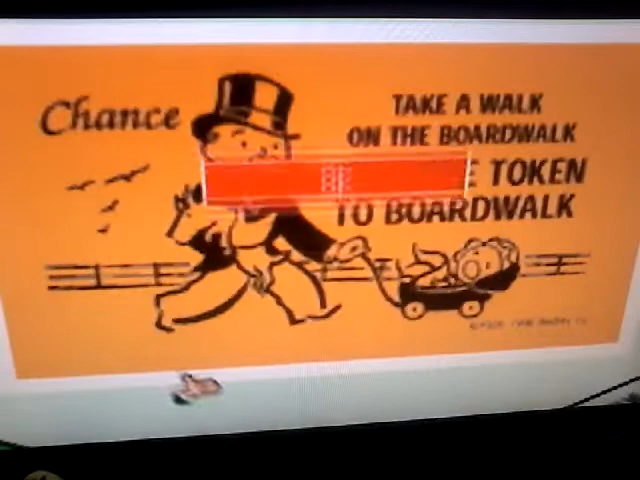 Chance
TAKE A WALK
ON THE BOARDWALK
TOKEN
TO BOARDWALK